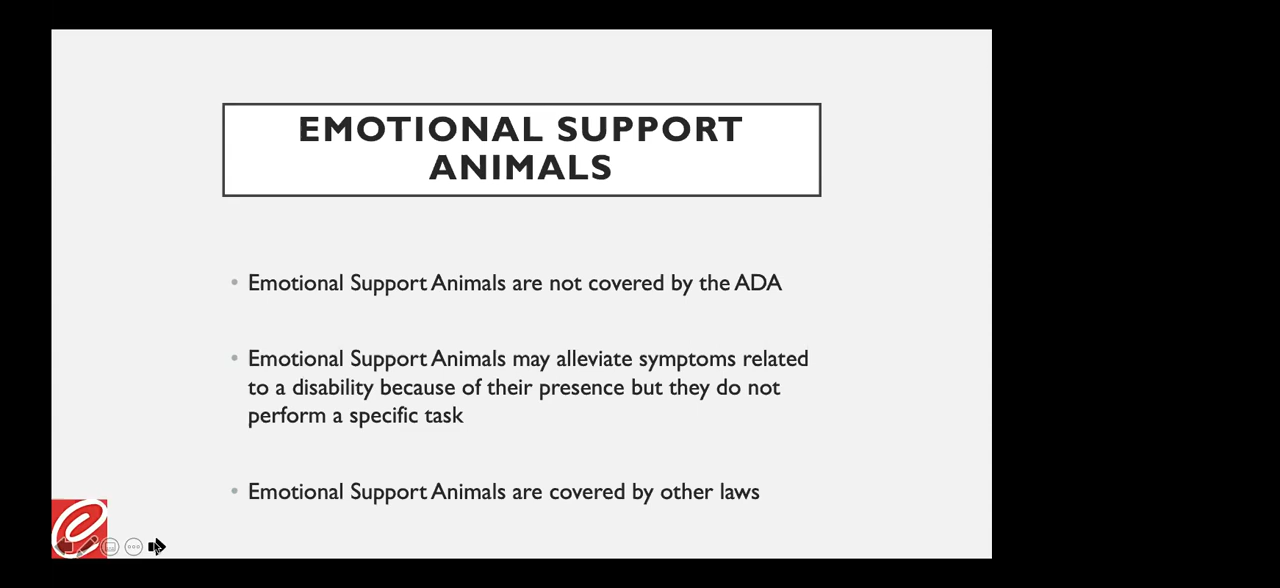 EMOTIONAL SUPPORT
ANIMALS
• Emotional Support Animals are not covered by the ADA
• Emotional Support Animals may alleviate symptoms related
to a disability because of their presence but they do not
perform a specific task
• Emotional Support Animals are covered by other laws